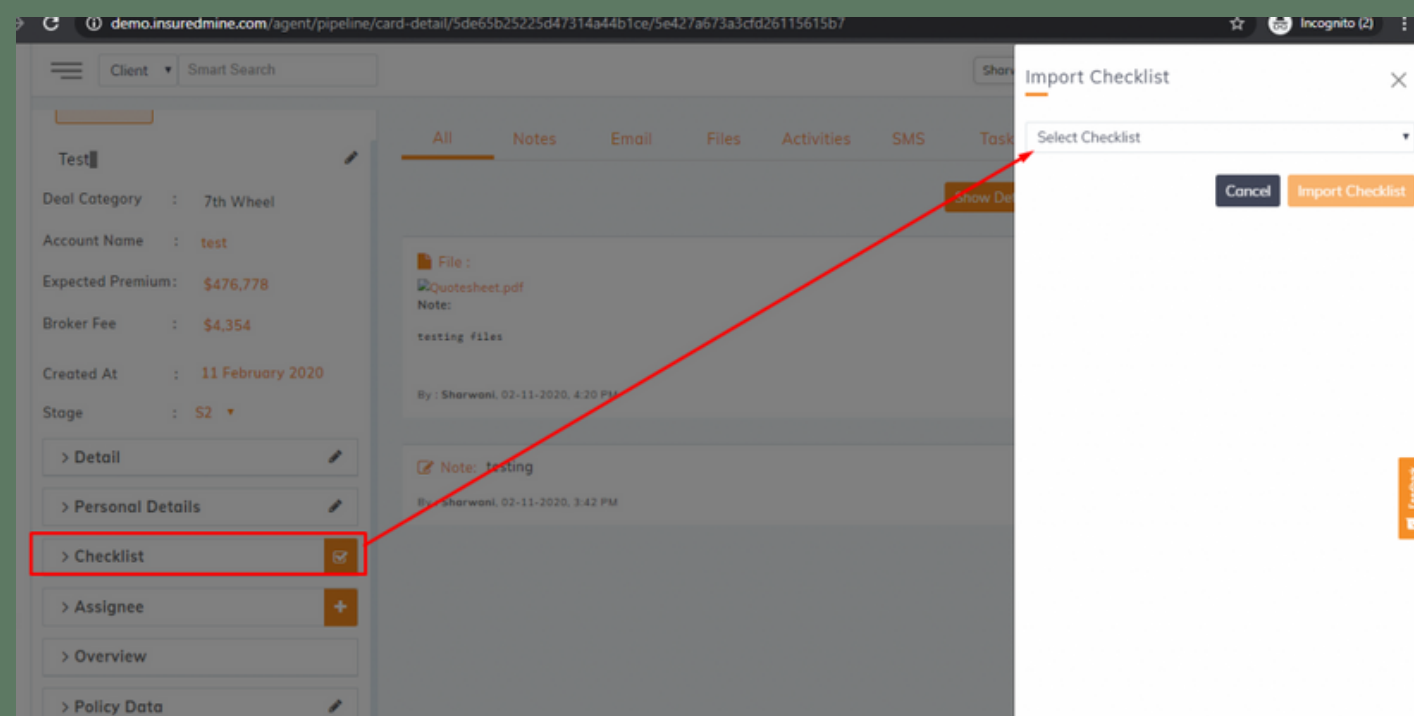 demo.insuredmine.com/agent/pipeline/card-detail/5de65b25225d47314a44b1ce/5e427a673a3cfd26115615b7
Incognito (2)
Client Smart Search
Import Checklist
Test
All Notes Email Files Activities SMS Task
Select Checklist
Cancel Import Checklist
Deal Category : 7th Wheel
Account Name : test
Expected Premium : $476,778
Broker Fee : $4,354
Created At : 11 February 2020
Stage : S2
Show Det
File :
Quotesheet.pdf
Note:
testing files
By : Sharwani, 02-11-2020, 4:20 PM
Note: testing
By : Sharwani, 02-11-2020, 3:42 PM
> Detail
> Personal Details
> Checklist
> Assignee
> Overview
> Policy Data